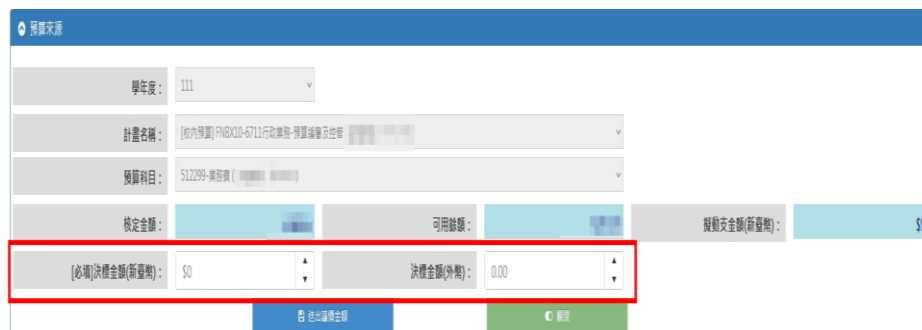 預算來源
學年度： 111
計畫名稱： [校內預算] FNBX10-6711行政業務-預算編審及控管
預算科目： 512299-業務費 (
核定金額： 可用餘額： 擬動支金額(新臺幣)：
[必填]決標金額(新臺幣)： $0 決標金額(外幣)： 0.00
送出議價金額 關閉